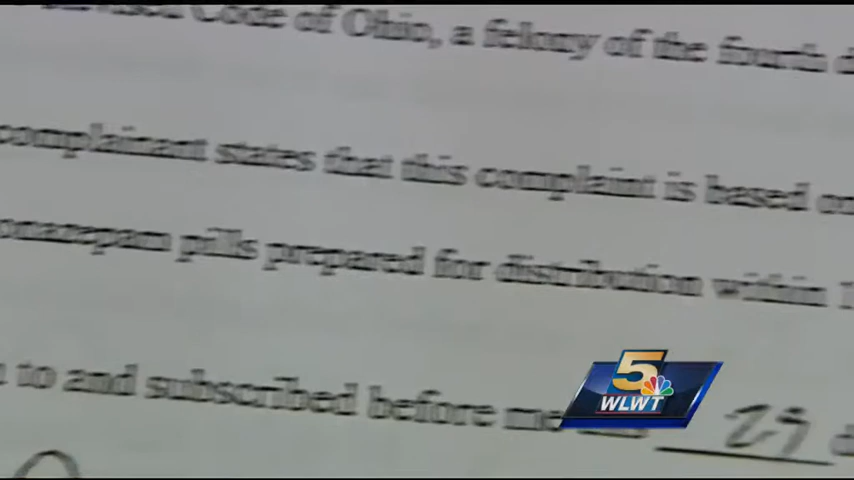 Code of Ohio, a felony of the fourth
complainant states that this complaint is based on
onazepam pills prepared for distribution within
to and subscribed before me
5
WLWT